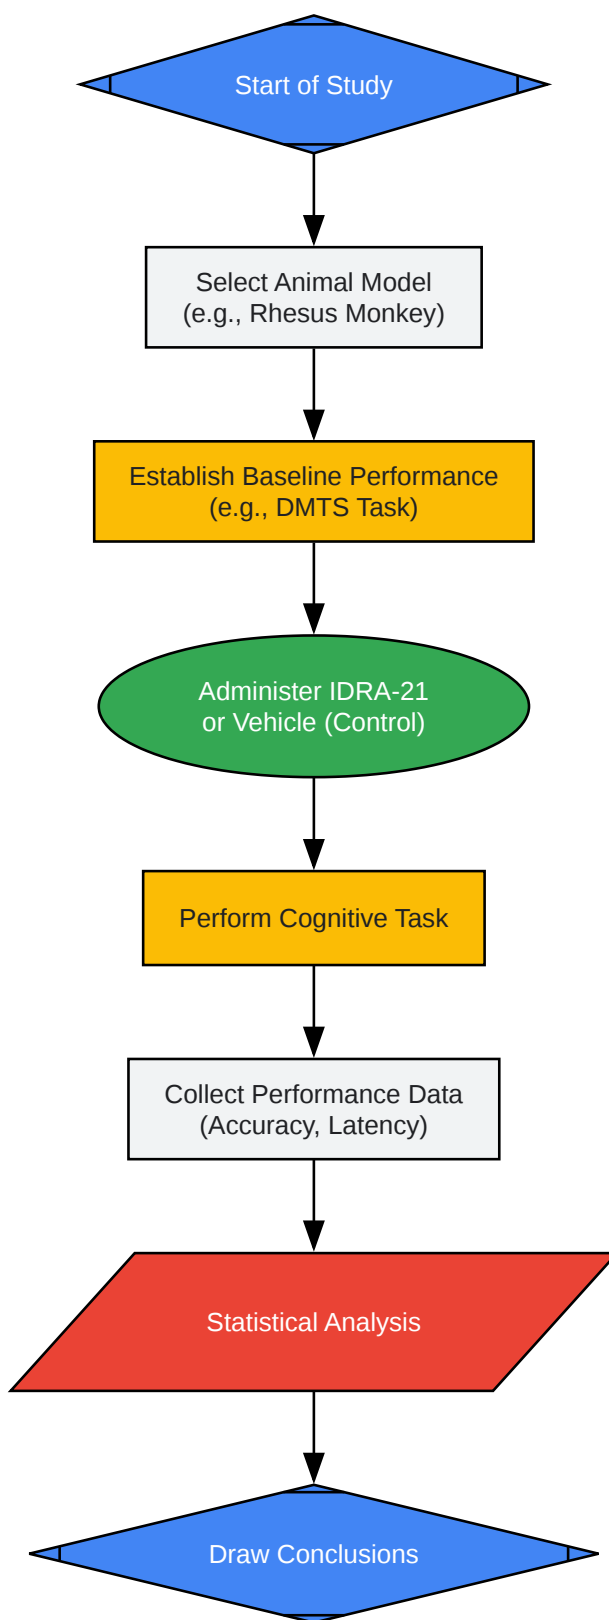 Start of Study
Select Animal Model
(e.g., Rhesus Monkey)
Establish Baseline Performance
(e.g., DMTS Task)
Administer IDRA-21
or Vehicle (Control)
Perform Cognitive Task
Collect Performance Data
(Accuracy, Latency)
Statistical Analysis
Draw Conclusions